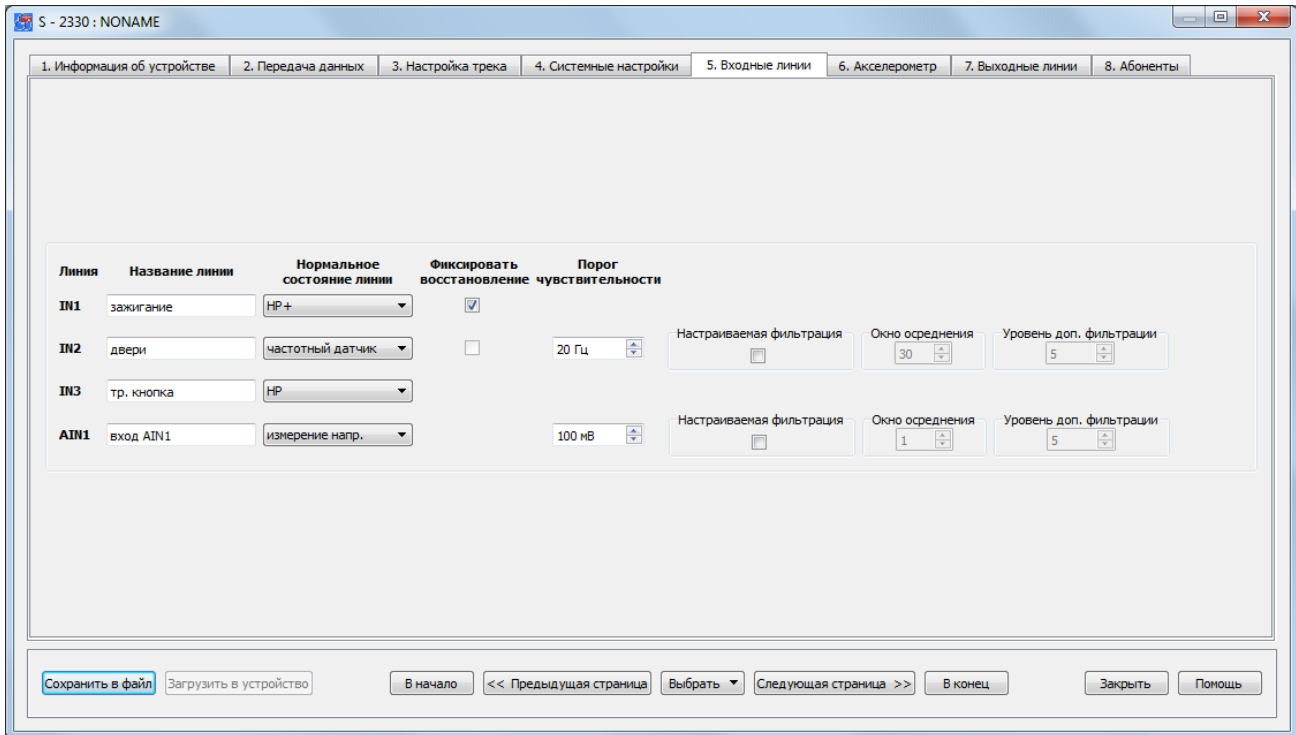 S - 2330 : NONAME
1. Информация об устройстве 2. Передача данных 3. Настройка трека 4. Системные настройки 5. Входные линии 6. Акселерометр 7. Выходные линии 8. Абоненты
Линия Название линии Нормальное состояние линии Фиксировать восстановление Порог чувствительности
IN1 зажигание НР+
IN2 двери частотный датчик 20 Гц Настраиваемая фильтрация Окно осреднения 30 Уровень доп. фильтрации 5
IN3 тр. кнопка НР
AIN1 вход AIN1 измерение напр. 100 мВ Настраиваемая фильтрация Окно осреднения 1 Уровень доп. фильтрации 5
Сохранить в файл Загрузить в устройство В начало << Предыдущая страница Выбрать Следующая страница >> В конец Закрыть Помощь